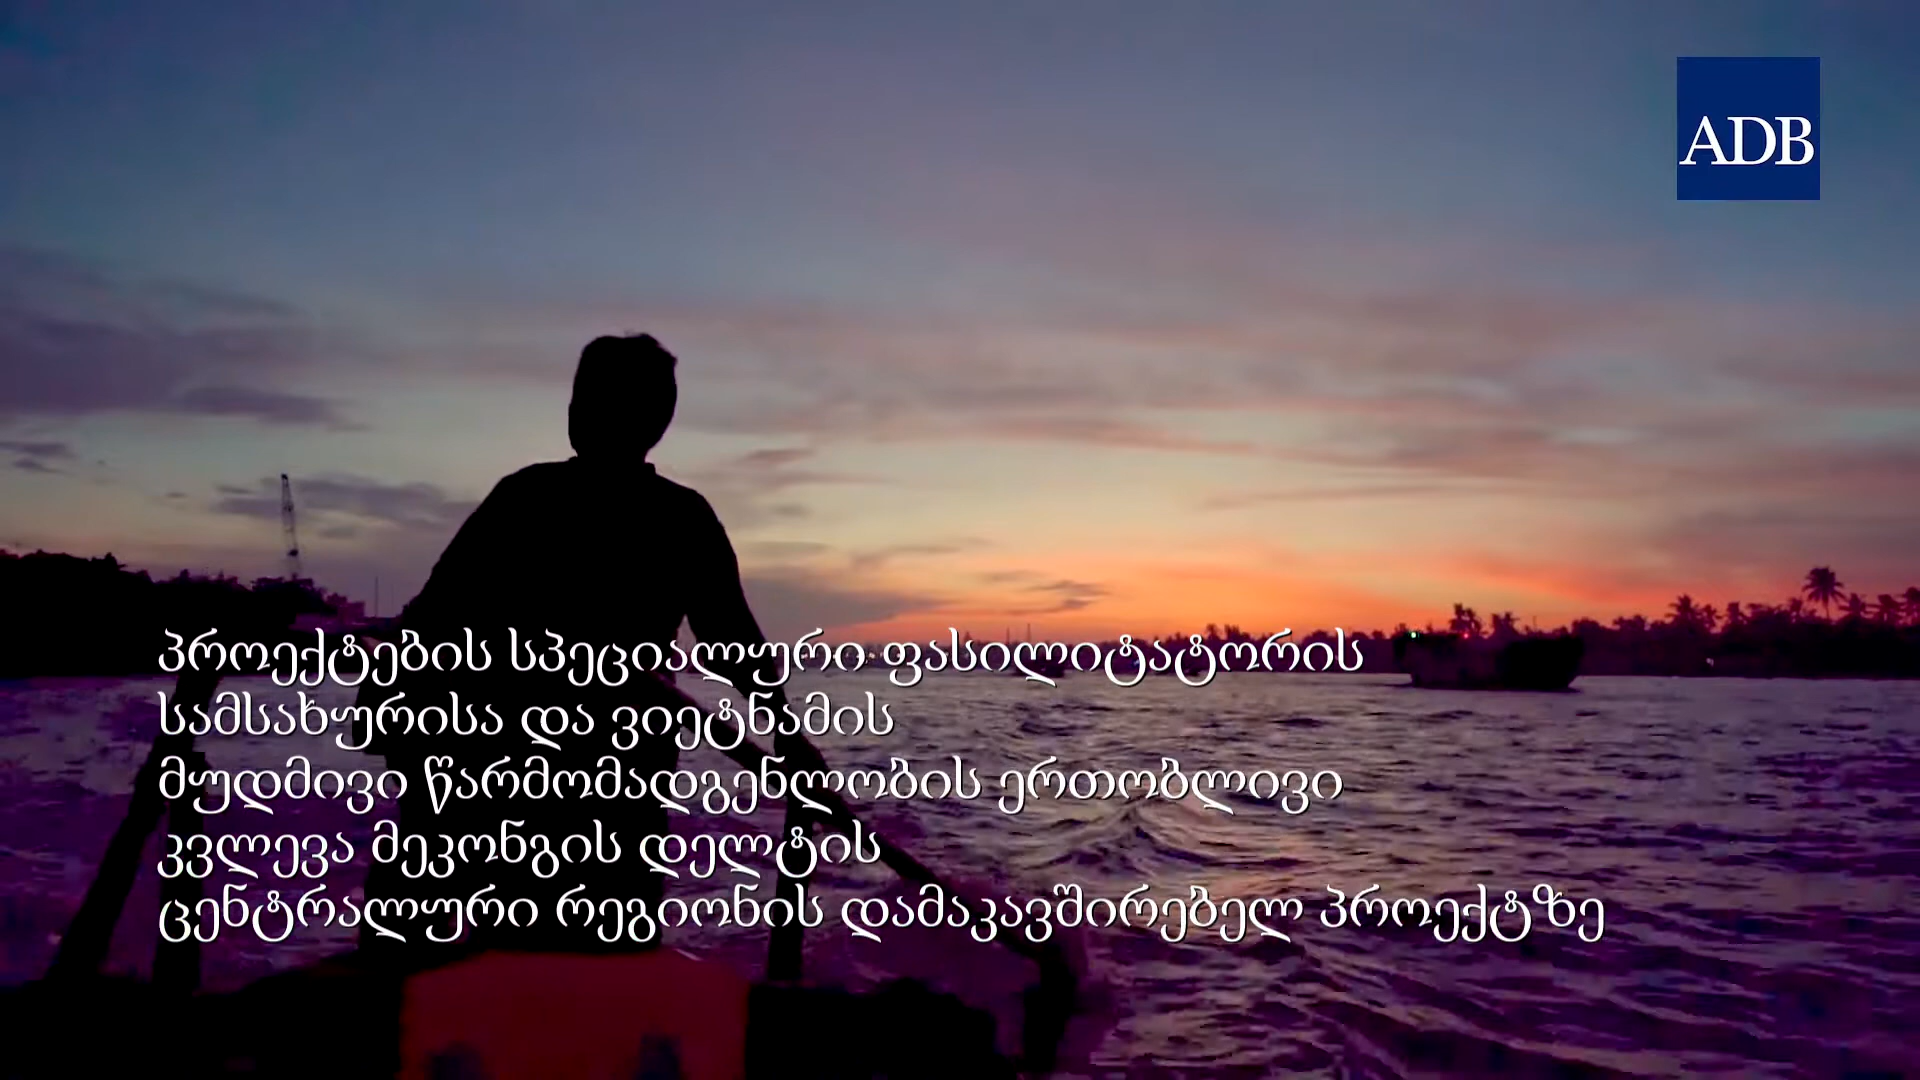 ADB
პროექტების სპეციალური ფასილიტატორის
სამსახურისა და ვიეტნამის
მუდმივი წარმომადგენლობის ერთობლივი
კვლევა მეკონგის დელტის
ცენტრალური რეგიონის დამაკავშირებელ პროექტზე